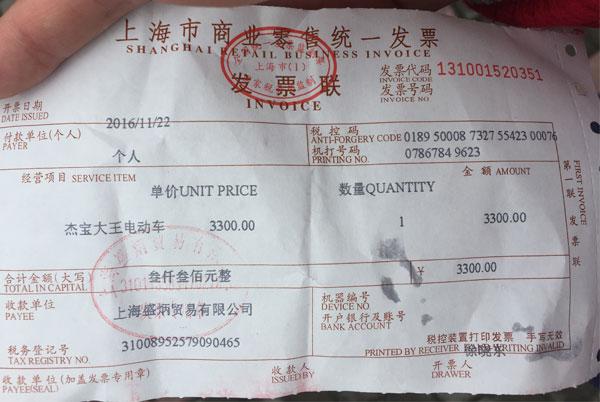 上海市商业零售统一发票
SHANGHAI RETAIL BUSINESS INVOICE
上海市(1)
发票联
INVOICE
发票代码 131001520351
INVOICE CODE
发票号码
INVOICE NO
开票日期
DATE ISSUED
2016/11/22
付款单位(个人)
PAYER
个人
税控码
ANTI-FORGERY CODE 0189 50008 7327 55423 00076
机打号码
PRINTING NO. 0786784 9623
经营项目 SERVICE ITEM
单价UNIT PRICE
数量QUANTITY
金额 AMOUNT
杰宝大王电动车 3300.00 1 3300.00
第一联 发票联
FIRST INVOICE
合计金额(大写)
TOTAL IN CAPITAL
叁仟叁佰元整
¥ 3300.00
收款单位
PAYEE
上海盛炳贸易有限公司
机器编号
DEVICE NO
开户银行及账号
BANK ACCOUNT
税务登记号
TAX REGISTRY NO.
31008952579090465
税控装置打印发票 手写无效
PRINTED BY RECEIVER WRITING INVALID
收款单位(加盖发票专用章)
PAYEE(SEAL)
收款人
ISSUED BY
开票人
DRAWER